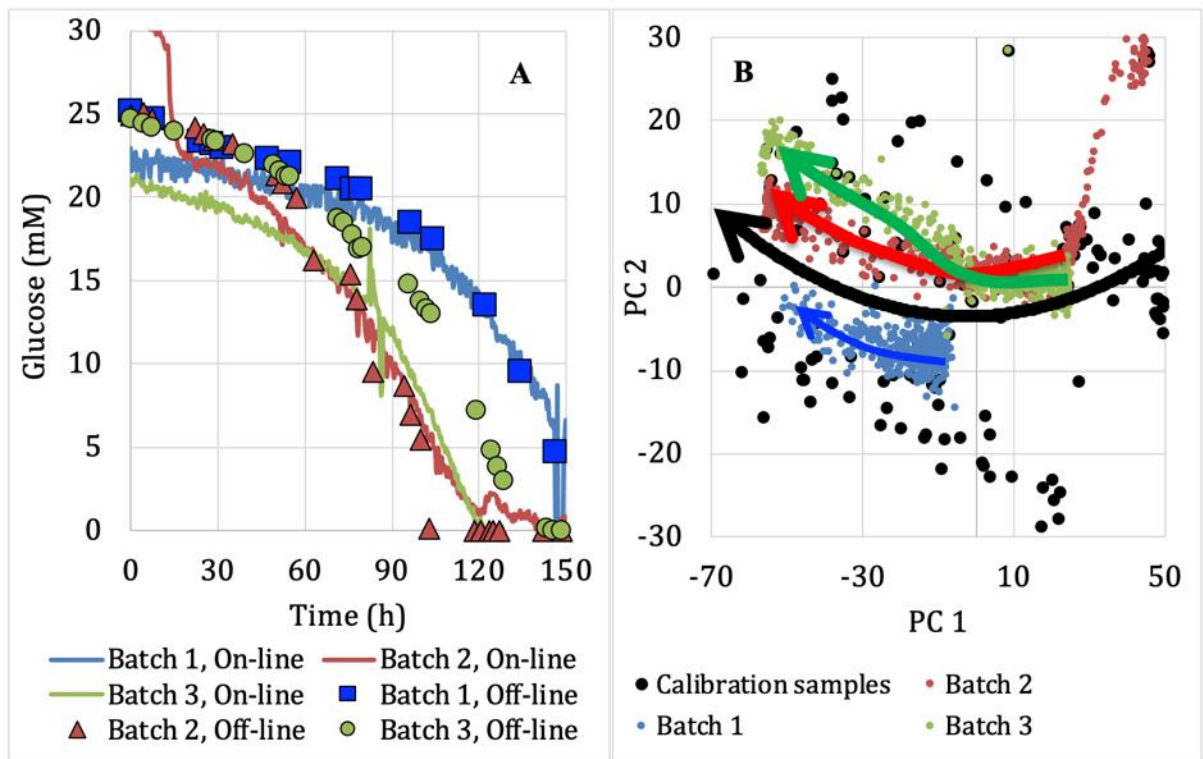 A
Glucose (mM)
30
25
20
15
10
5
0
0 30 60 90 120 150
Time (h)
Batch 1, On-line Batch 2, On-line
Batch 3, On-line Batch 1, Off-line
Batch 2, Off-line Batch 3, Off-line
B
PC 2
30
20
10
0
-10
-20
-30
-70 -30 10 50
PC 1
Calibration samples Batch 2
Batch 1 Batch 3